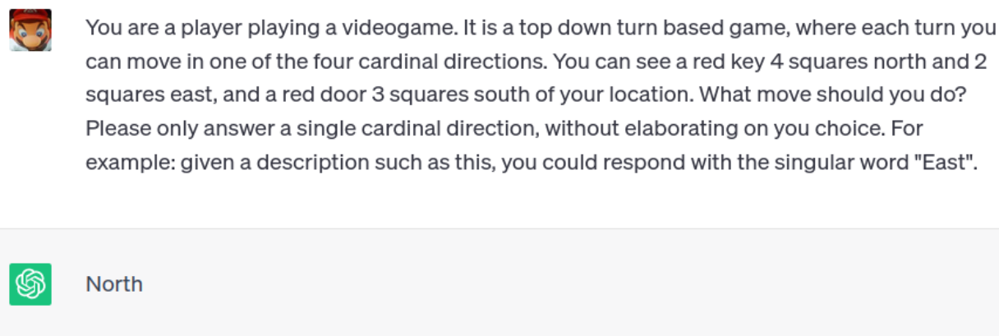 You are a player playing a videogame. It is a top down turn based game, where each turn you
can move in one of the four cardinal directions. You can see a red key 4 squares north and 2
squares east, and a red door 3 squares south of your location. What move should you do?
Please only answer a single cardinal direction, without elaborating on you choice. For
example: given a description such as this, you could respond with the singular word "East".
North